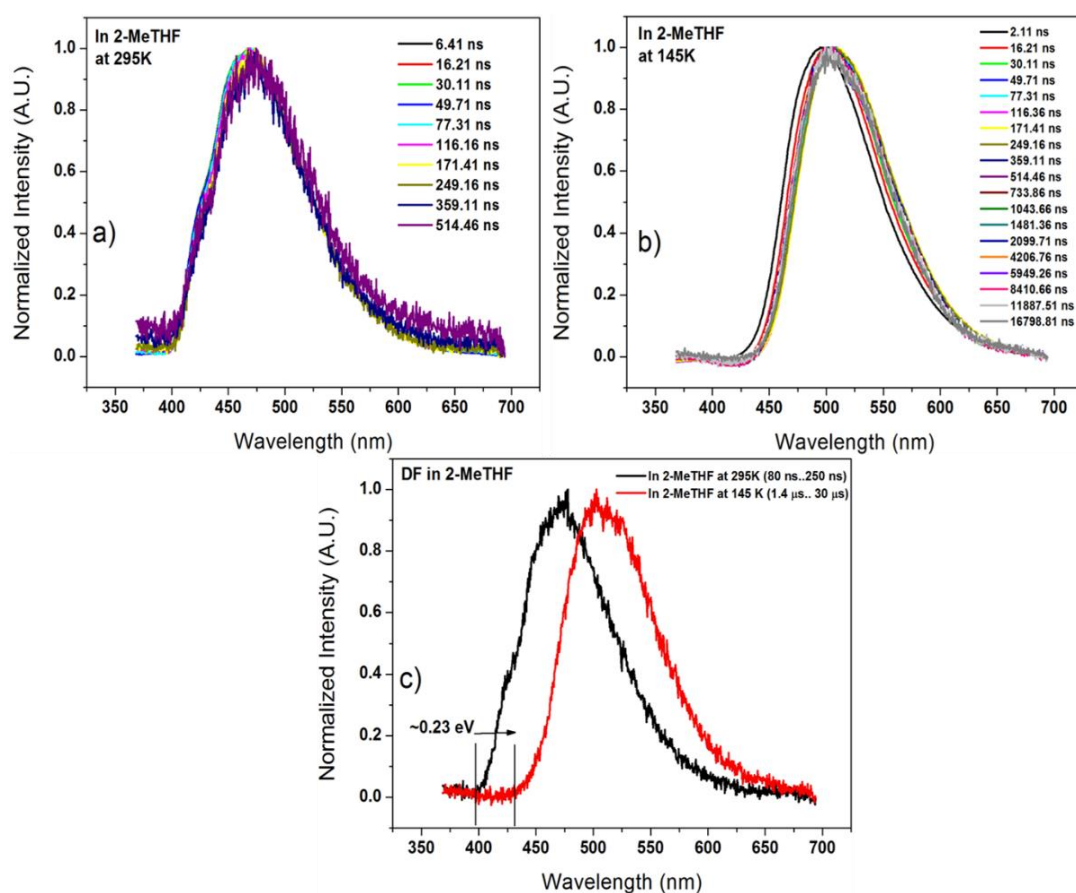 In 2-MeTHF
at 295K
6.41 ns
16.21 ns
30.11 ns
49.71 ns
77.31 ns
116.16 ns
171.41 ns
249.16 ns
359.11 ns
514.46 ns
a)
Normalized Intensity (A.U.)
1.0
0.8
0.6
0.4
0.2
0.0
350 400 450 500 550 600 650 700
Wavelength (nm)
In 2-MeTHF
at 145K
2.11 ns
16.21 ns
30.11 ns
49.71 ns
77.31 ns
116.36 ns
171.41 ns
249.16 ns
359.11 ns
514.46 ns
733.86 ns
1043.66 ns
1481.36 ns
2099.71 ns
4206.76 ns
5949.26 ns
8410.66 ns
11887.51 ns
16798.81 ns
b)
Normalized Intensity (A.U.)
1.0
0.8
0.6
0.4
0.2
0.0
350 400 450 500 550 600 650 700
Wavelength (nm)
DF in 2-MeTHF
In 2-MeTHF at 295K (80 ns..250 ns)
In 2-MeTHF at 145 K (1.4 μs.. 30 μs)
c)
~0.23 eV
Normalized Intensity (A.U.)
1.0
0.8
0.6
0.4
0.2
0.0
350 400 450 500 550 600 650 700
Wavelength (nm)